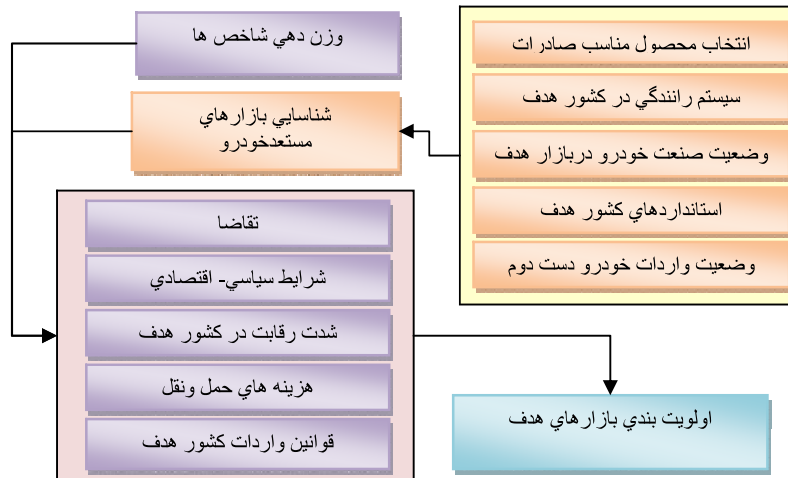 وزن دهي شاخص ها
شناسايي بازارهاي
مستعدخودرو
انتخاب محصول مناسب صادرات
سيستم رانندگي در كشور هدف
وضعيت صنعت خودرو دربازار هدف
استانداردهاي كشور هدف
وضعيت واردات خودرو دست دوم
تقاضا
شرايط سياسي- اقتصادي
شدت رقابت در كشور هدف
هزينه هاي حمل ونقل
قوانين واردات كشور هدف
اولويت بندي بازارهاي هدف